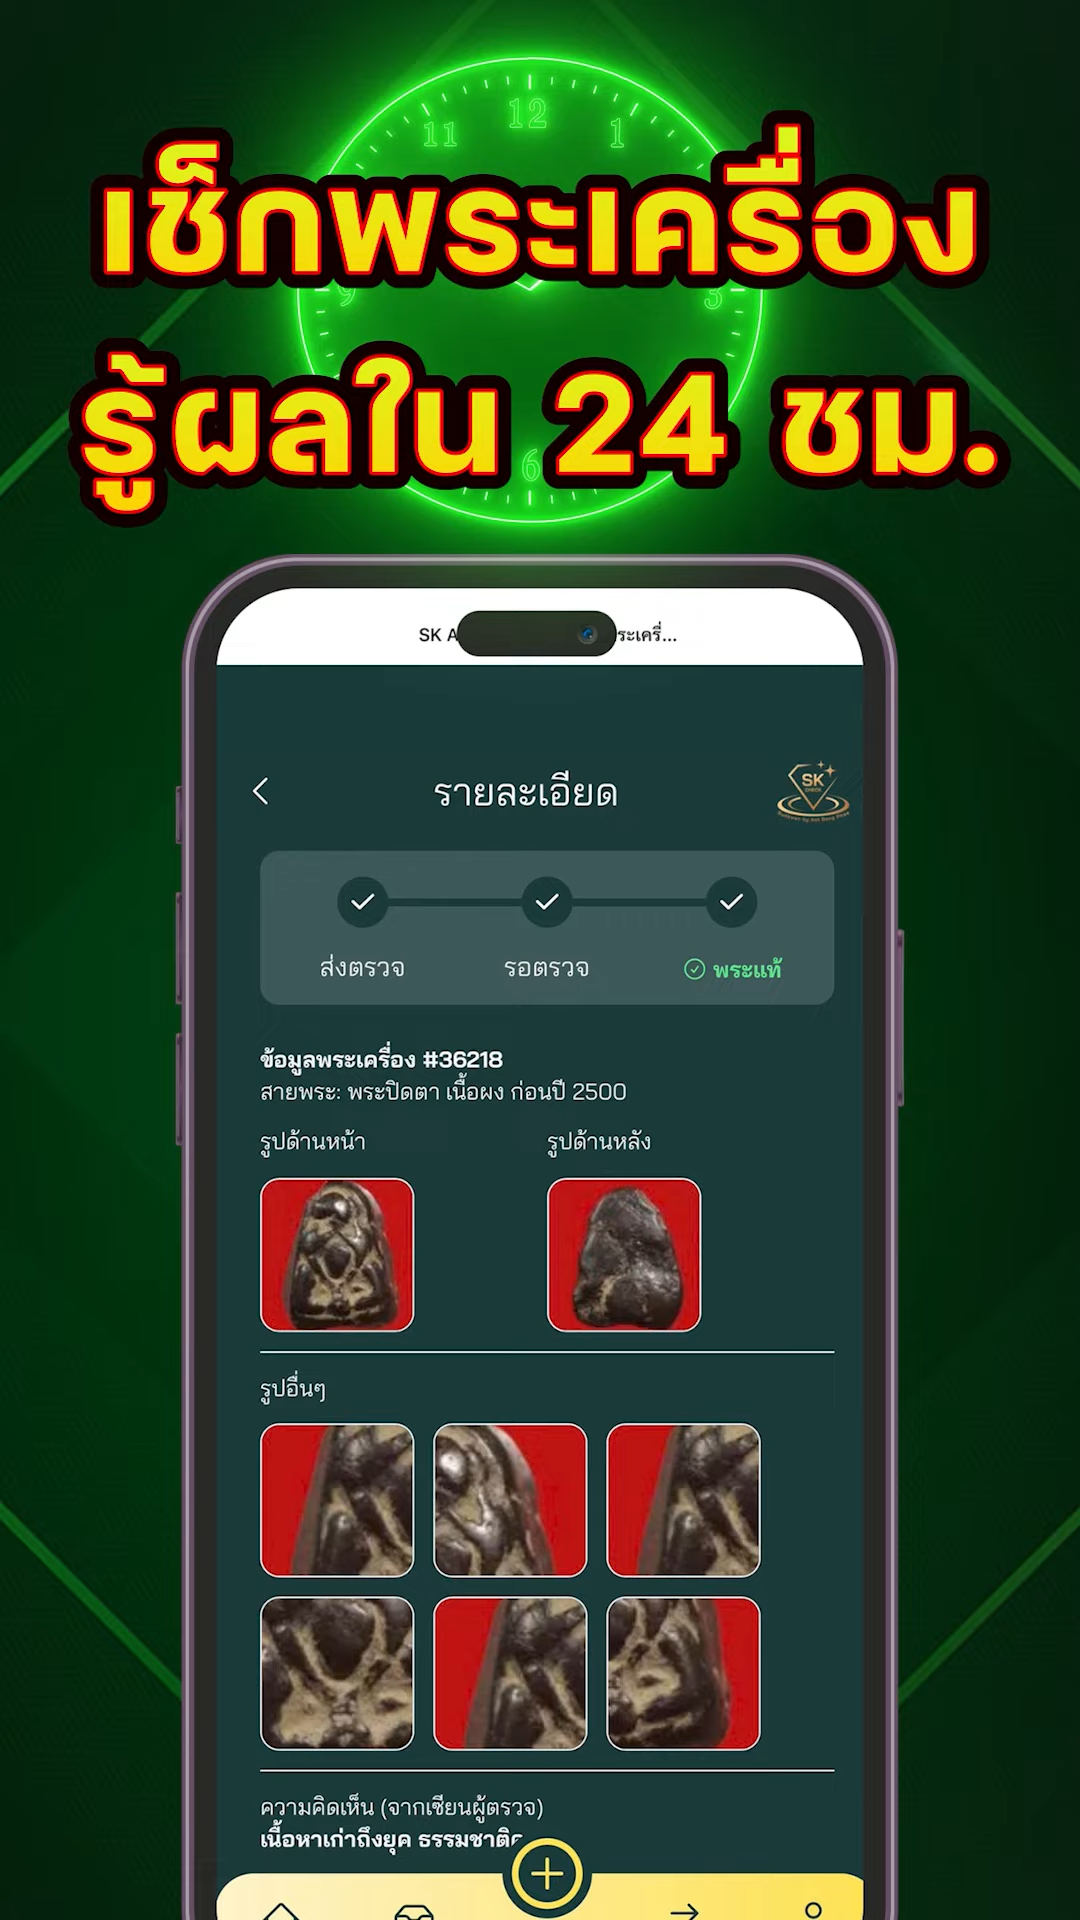 เช็กพระเครื่อง
รู้ผลใน 24 ชม.
12
11
1
9
3
6
SK
ระเครื่...
รายละเอียด
SK
CHECK
ส่งตรวจ
รอตรวจ
พระแท้
ข้อมูลพระเครื่อง #36218
สายพระ: พระปิดตา เนื้อผง ก่อนปี 2500
รูปด้านหน้า
รูปด้านหลัง
รูปอื่นๆ
ความคิดเห็น (จากเซียนผู้ตรวจ)
เนื้อหาเก่าถึงยุค ธรรมชาติ